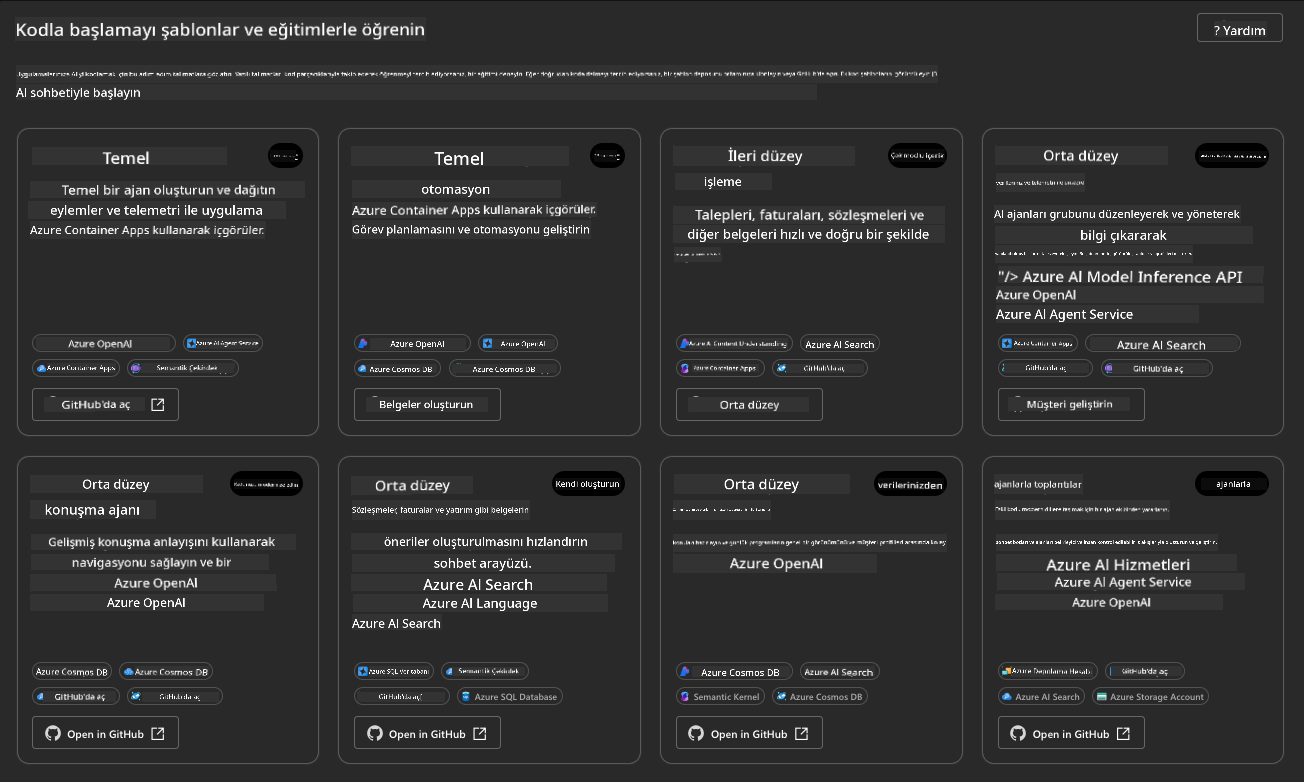 Kodla başlamayı şablonlar ve eğitimlerle öğrenin
? Yardım
AI sohbetiyle başlayın
Temel
Temel bir ajan oluşturun ve dağıtın
eylemler ve telemetri ile uygulama
Azure Container Apps kullanarak içgörüler.
Azure OpenAI
Azure AI Agent Service
Azure Container Apps
Semantik Çekirdek
GitHub'da aç
Temel
otomasyon
Azure Container Apps kullanarak içgörüler.
Görev planlamasını ve otomasyonu geliştirin
Azure OpenAI
Azure OpenAI
Azure Cosmos DB
Azure Cosmos DB
Belgeler oluşturun
İleri düzey
Çok modlu içerik
işleme
Talepleri, faturaları, sözleşmeleri ve
diğer belgeleri hızlı ve doğru bir şekilde
Azure AI Content Understanding
Azure AI Search
Azure Container Apps
GitHub'da aç
Orta düzey
Orta düzey
AI ajanları grubunu düzenleyerek ve yöneterek
bilgi çıkararak
"/> Azure AI Model Inference API
Azure OpenAI
Azure AI Agent Service
Azure Container Apps
Azure AI Search
GitHub'da aç
GitHub'da aç
Müşteri geliştirin
Orta düzey
konuşma ajanı
Gelişmiş konuşma anlayışını kullanarak
navigasyonu sağlayın ve bir
Azure OpenAI
Azure OpenAI
Azure Cosmos DB
Azure Cosmos DB
GitHub'da aç
GitHub'da aç
Open in GitHub
Orta düzey
Kendi oluşturun
Sözleşmeler, faturalar ve yatırım gibi belgelerin
öneriler oluşturulmasını hızlandırın
sohbet arayüzü.
Azure AI Search
Azure AI Language
Azure AI Search
Azure SQL Veritabanı
Semantik Çekirdek
GitHub'da aç
Azure SQL Database
Open in GitHub
Orta düzey
verilerinizden
Azure OpenAI
Azure Cosmos DB
Azure AI Search
Semantic Kernel
Azure Cosmos DB
Open in GitHub
ajanlarla toplantılar
ajanlarla
Azure AI Hizmetleri
Azure AI Agent Service
Azure OpenAI
Azure Depolama Hesabı
GitHub'da aç
Azure AI Search
Azure Storage Account
Open in GitHub